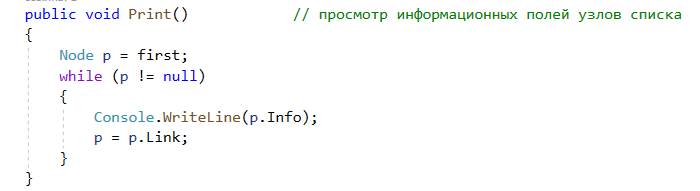 public void Print()            // просмотр информационных полей узлов списка
{
    Node p = first;
    while (p != null)
    {
        Console.WriteLine(p.Info);
        p = p.Link;
    }
}